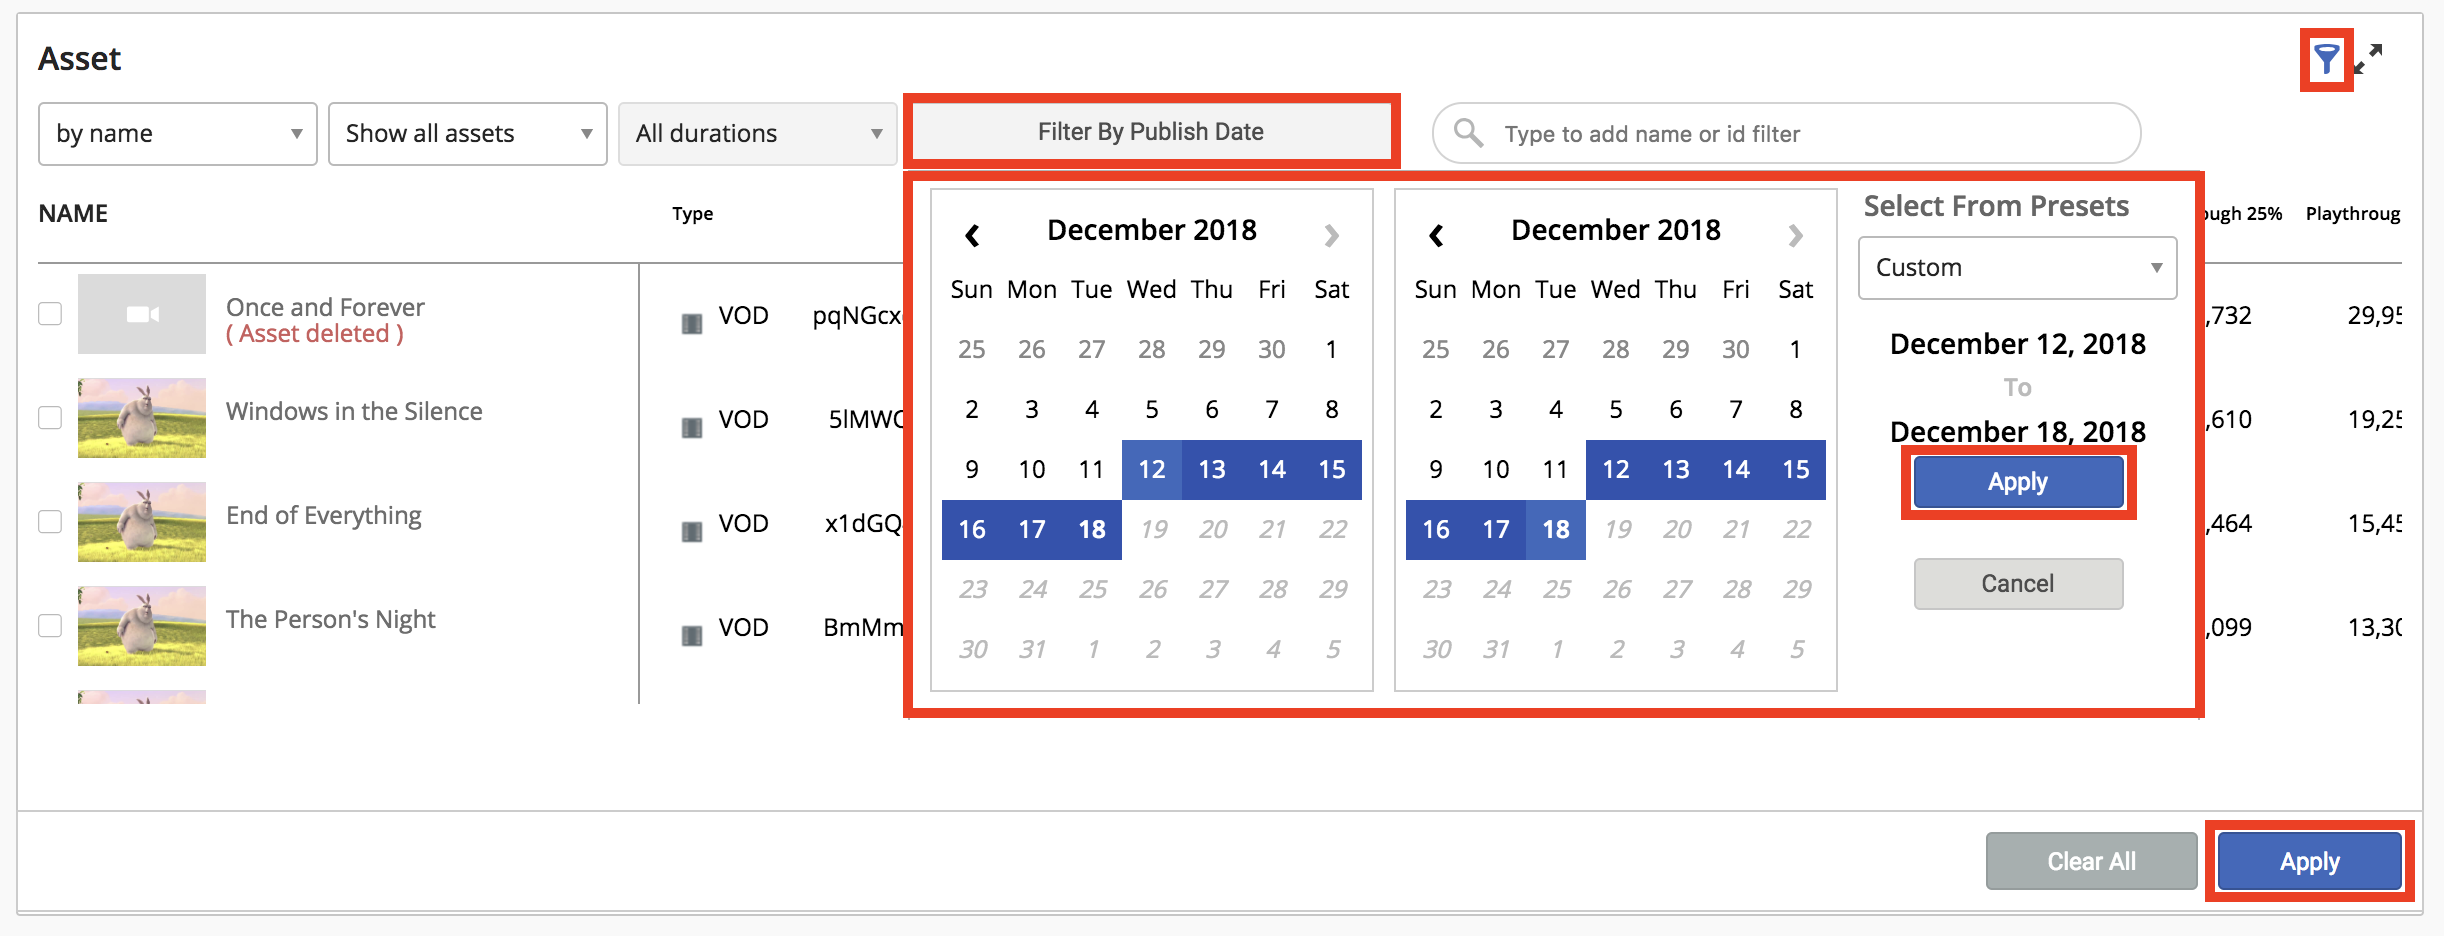 Asset
by name
Show all assets
All durations
Filter By Publish Date
Type to add name or id filter
NAME
Type
ough 25%
Playthroug
Once and Forever
( Asset deleted )
VOD
pqNGcx
,732
29,95
Windows in the Silence
VOD
5lMWC
,610
19,25
End of Everything
VOD
x1dGQ
,464
15,45
The Person's Night
VOD
BmMm
,099
13,30
December 2018
Sun Mon Tue Wed Thu Fri Sat
25 26 27 28 29 30 1
2 3 4 5 6 7 8
9 10 11 12 13 14 15
16 17 18 19 20 21 22
23 24 25 26 27 28 29
30 31 1 2 3 4 5
December 2018
Sun Mon Tue Wed Thu Fri Sat
25 26 27 28 29 30 1
2 3 4 5 6 7 8
9 10 11 12 13 14 15
16 17 18 19 20 21 22
23 24 25 26 27 28 29
30 31 1 2 3 4 5
Select From Presets
Custom
December 12, 2018
To
December 18, 2018
Apply
Cancel
Clear All
Apply